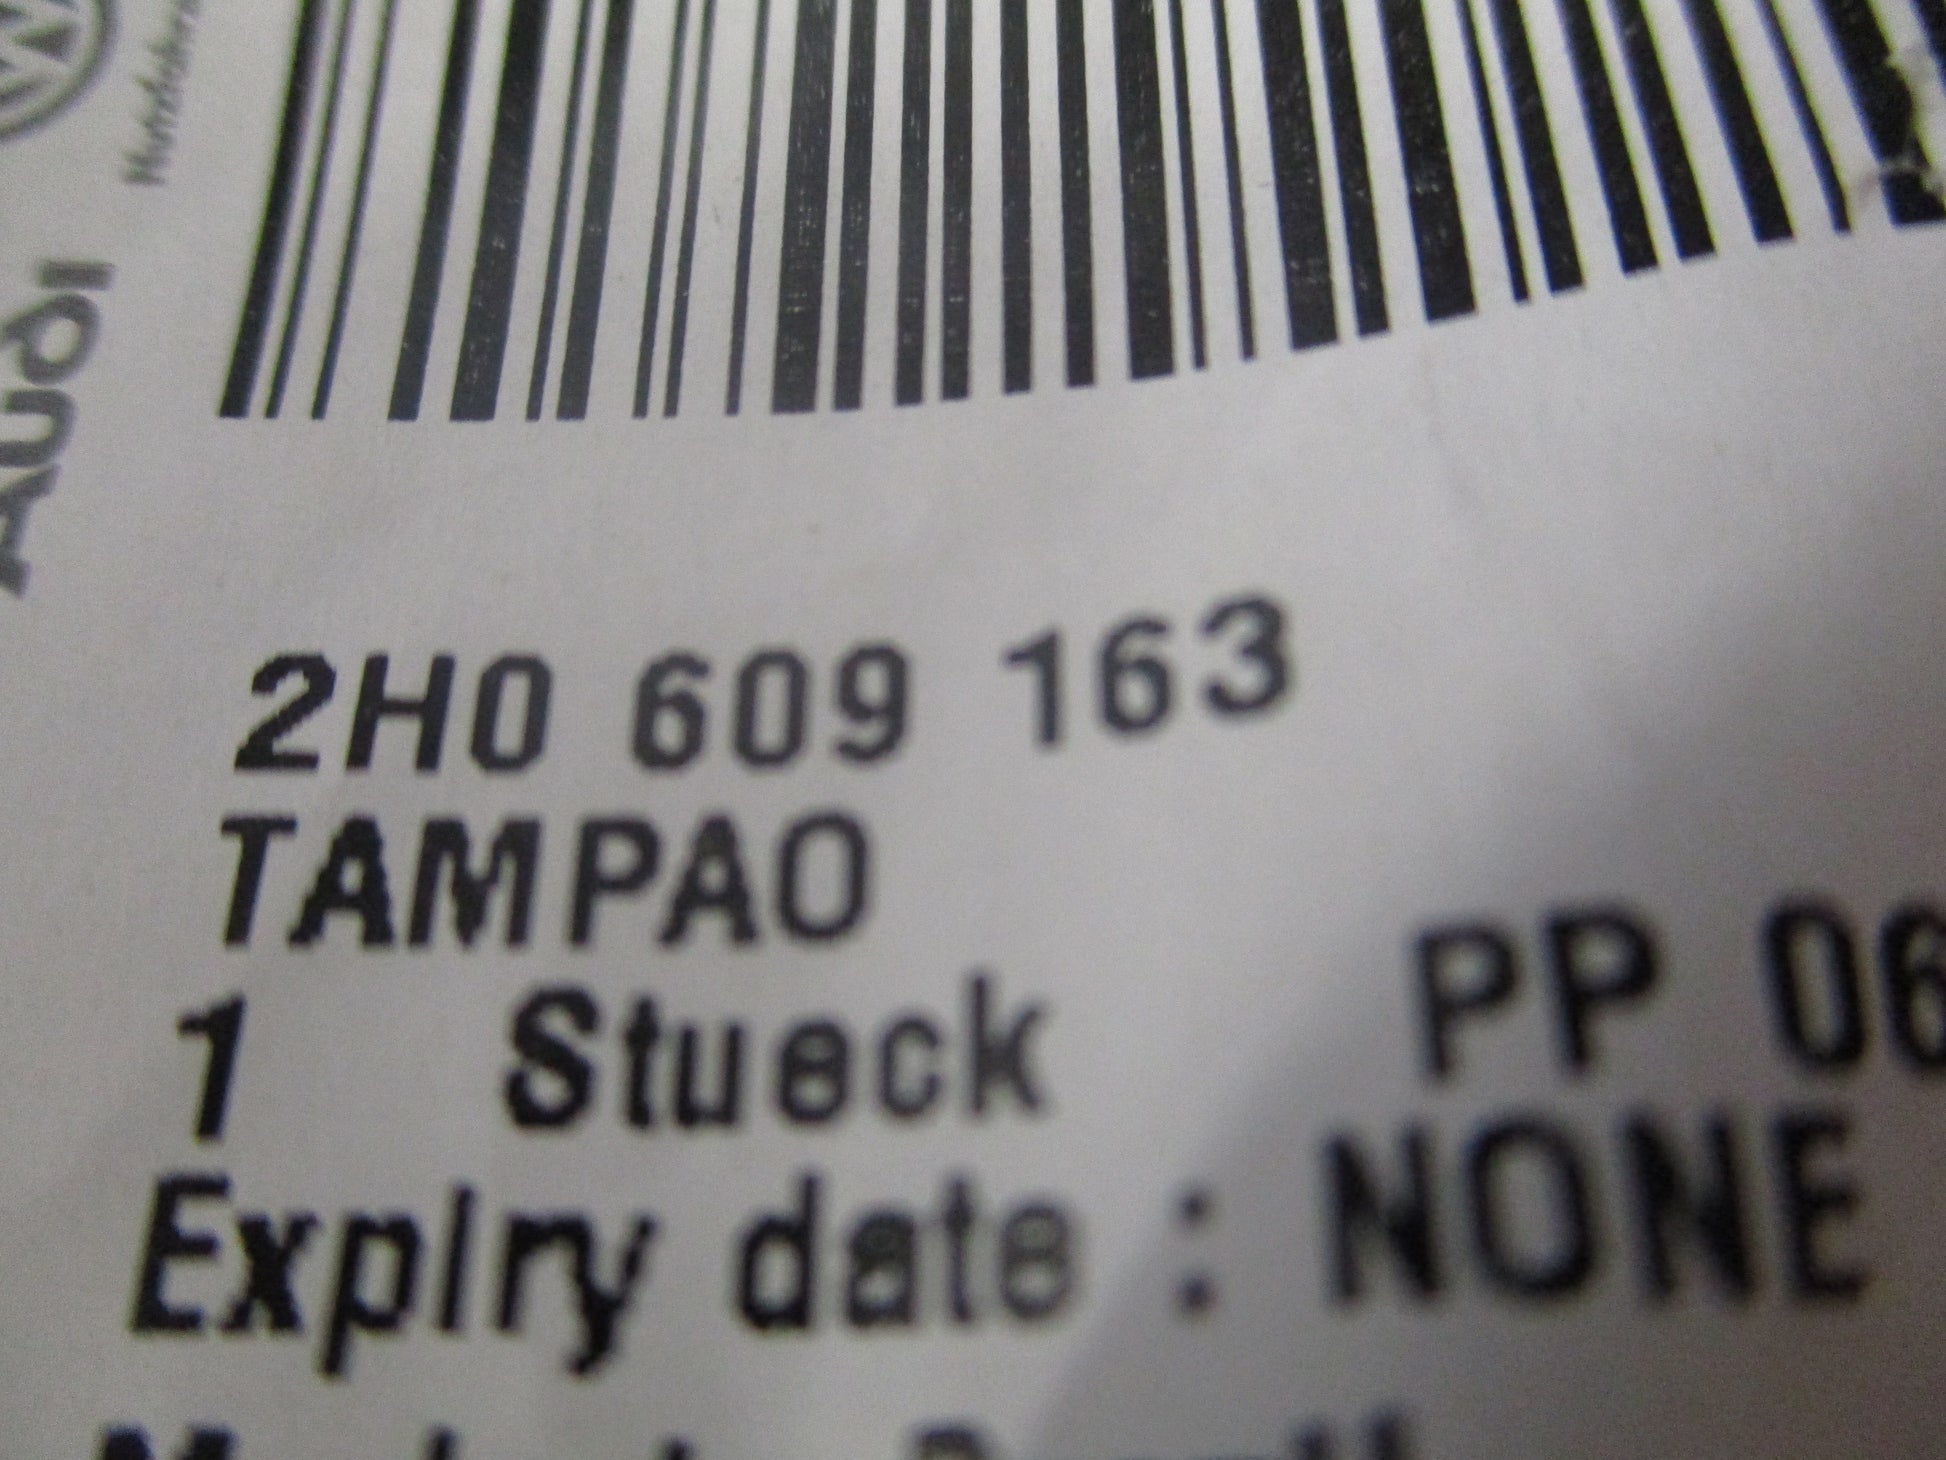 AUDI
2H0 609 163
TAMPAO
1 Stueck PP 06
Expiry date : NONE